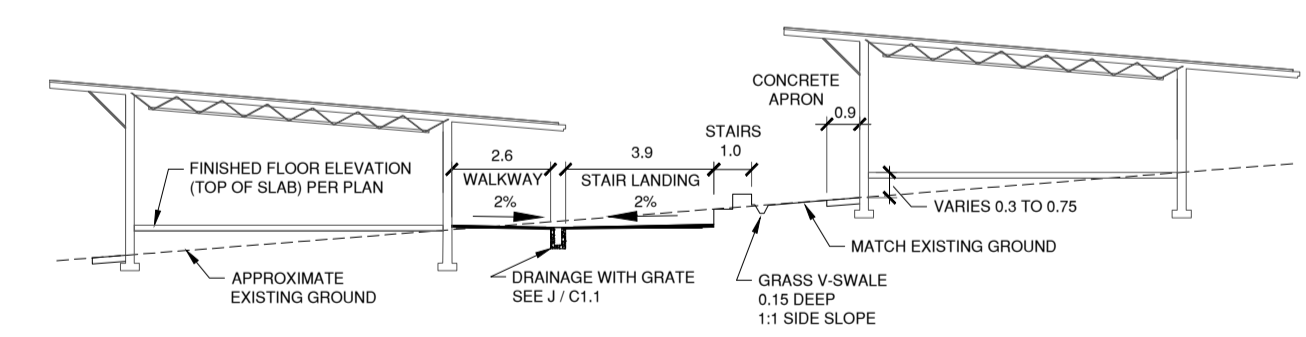 CONCRETE
APRON
0.9
STAIRS
1.0
2.6
3.9
FINISHED FLOOR ELEVATION
(TOP OF SLAB) PER PLAN
WALKWAY
STAIR LANDING
2%
2%
VARIES 0.3 TO 0.75
MATCH EXISTING GROUND
APPROXIMATE
EXISTING GROUND
DRAINAGE WITH GRATE
SEE J / C1.1
GRASS V-SWALE
0.15 DEEP
1:1 SIDE SLOPE